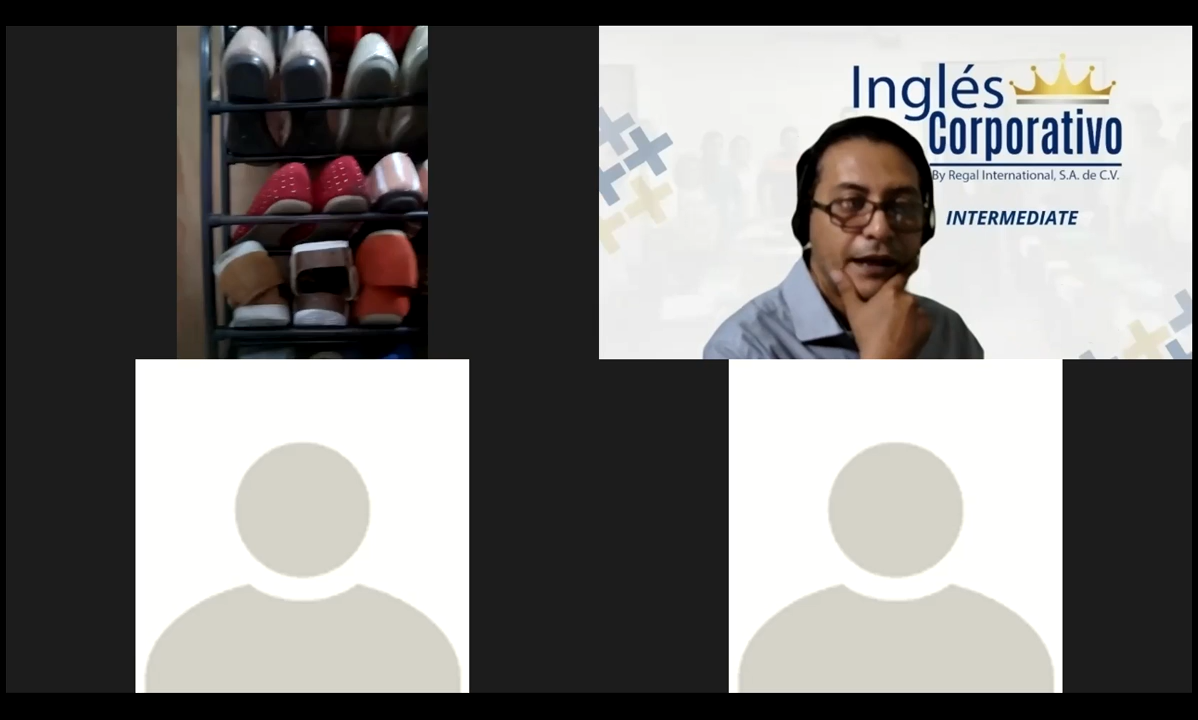 Inglés
Corporativo
By Regal International, S.A. de C.V.
INTERMEDIATE